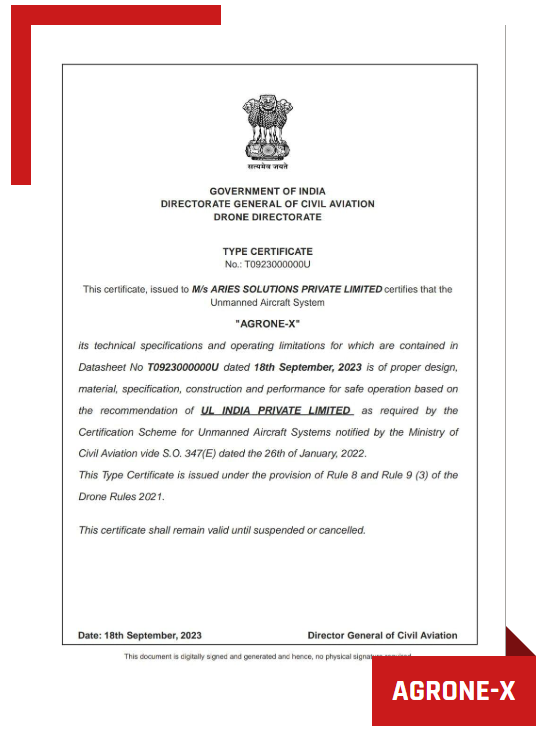 सत्यमेव जयते
GOVERNMENT OF INDIA
DIRECTORATE GENERAL OF CIVIL AVIATION
DRONE DIRECTORATE
TYPE CERTIFICATE
No.: T0923000000U
This certificate, issued to M/s ARIES SOLUTIONS PRIVATE LIMITED certifies that the
Unmanned Aircraft System
"AGRONE-X"
its technical specifications and operating limitations for which are contained in
Datasheet No T0923000000U dated 18th September, 2023 is of proper design,
material, specification, construction and performance for safe operation based on
the recommendation of UL INDIA PRIVATE LIMITED as required by the
Certification Scheme for Unmanned Aircraft Systems notified by the Ministry of
Civil Aviation vide S.O. 347(E) dated the 26th of January, 2022.
This Type Certificate is issued under the provision of Rule 8 and Rule 9 (3) of the
Drone Rules 2021.
This certificate shall remain valid until suspended or cancelled.
Date: 18th September, 2023 Director General of Civil Aviation
This document is digitally signed and generated and hence, no physical signature
AGRONE-X